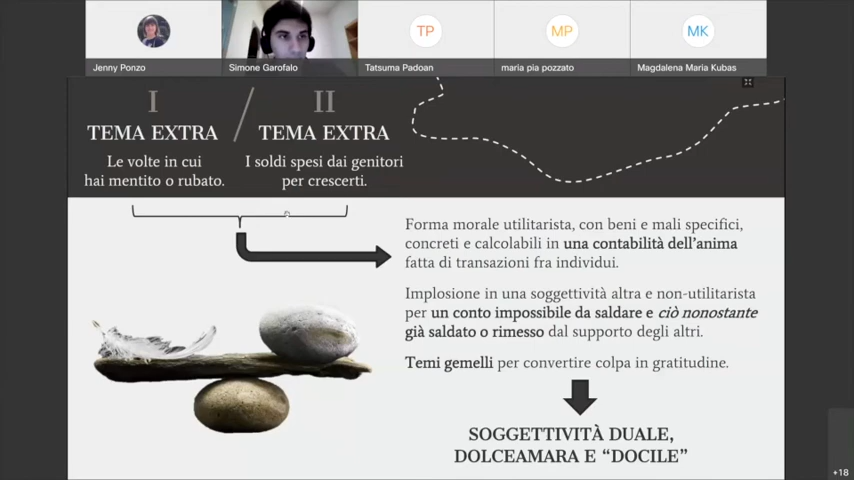 TP
MP
MK
Jenny Ponzo
Simone Garofalo
Tatsuma Padoan
maria pia pozzato
Magdalena Maria Kubas
I
TEMA EXTRA
Le volte in cui
hai mentito o rubato.
II
TEMA EXTRA
I soldi spesi dai genitori
per crescerti.
Forma morale utilitarista, con beni e mali specifici,
concreti e calcolabili in una contabilità dell'anima
fatta di transazioni fra individui.
Implosione in una soggettività altra e non-utilitarista
per un conto impossibile da saldare e ciò nonostante
già saldato o rimesso dal supporto degli altri.
Temi gemelli per convertire colpa in gratitudine.
SOGGETTIVITÀ DUALE,
DOLCEAMARA E “DOCILE”
+18